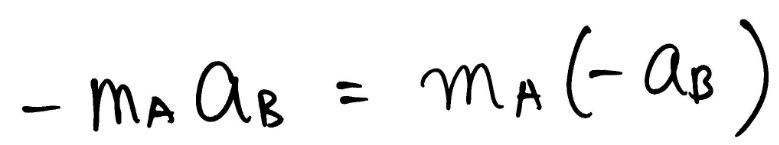 - m_A a_B = m_A (- a_B)